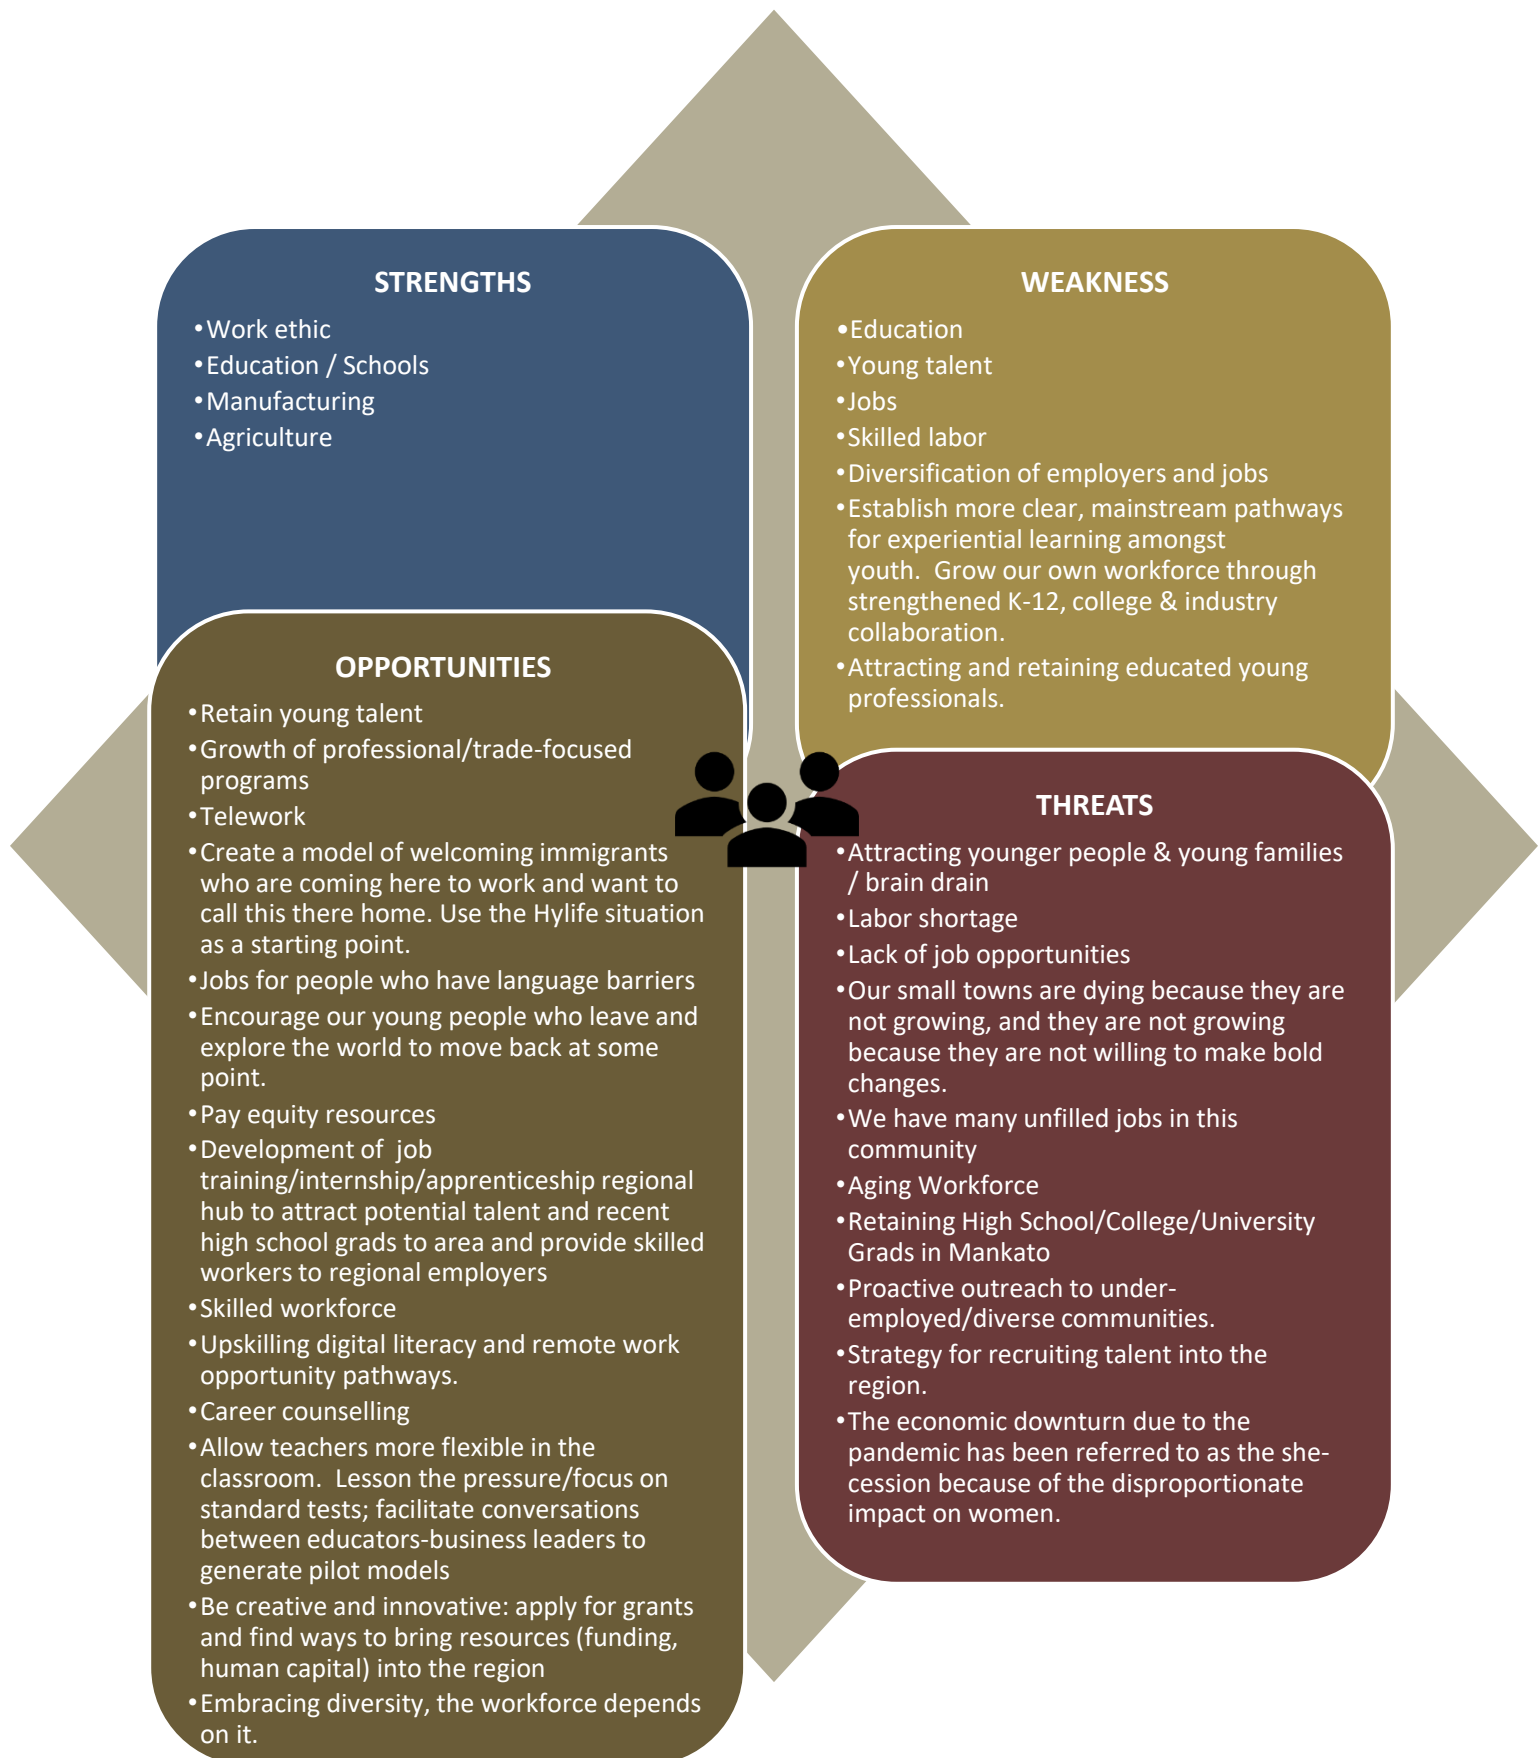 STRENGTHS
•Work ethic
•Education / Schools
•Manufacturing
•Agriculture
WEAKNESS
•Education
•Young talent
•Jobs
•Skilled labor
•Diversification of employers and jobs
•Establish more clear, mainstream pathways
for experiential learning amongst
youth.  Grow our own workforce through
strengthened K-12, college & industry
collaboration.
•Attracting and retaining educated young
professionals.
OPPORTUNITIES
•Retain young talent
•Growth of professional/trade-focused
programs
•Telework
•Create a model of welcoming immigrants
who are coming here to work and want to
call this there home. Use the Hylife situation
as a starting point.
•Jobs for people who have language barriers
•Encourage our young people who leave and
explore the world to move back at some
point.
•Pay equity resources
•Development of  job
training/internship/apprenticeship regional
hub to attract potential talent and recent
high school grads to area and provide skilled
workers to regional employers
•Skilled workforce
•Upskilling digital literacy and remote work
opportunity pathways.
•Career counselling
•Allow teachers more flexible in the
classroom.  Lesson the pressure/focus on
standard tests; facilitate conversations
between educators-business leaders to
generate pilot models
•Be creative and innovative: apply for grants
and find ways to bring resources (funding,
human capital) into the region
•Embracing diversity, the workforce depends
on it.
THREATS
•Attracting younger people & young families
/ brain drain
•Labor shortage
•Lack of job opportunities
•Our small towns are dying because they are
not growing, and they are not growing
because they are not willing to make bold
changes.
•We have many unfilled jobs in this
community
•Aging Workforce
•Retaining High School/College/University
Grads in Mankato
•Proactive outreach to under-
employed/diverse communities.
•Strategy for recruiting talent into the
region.
•The economic downturn due to the
pandemic has been referred to as the she-
cession because of the disproportionate
impact on women.